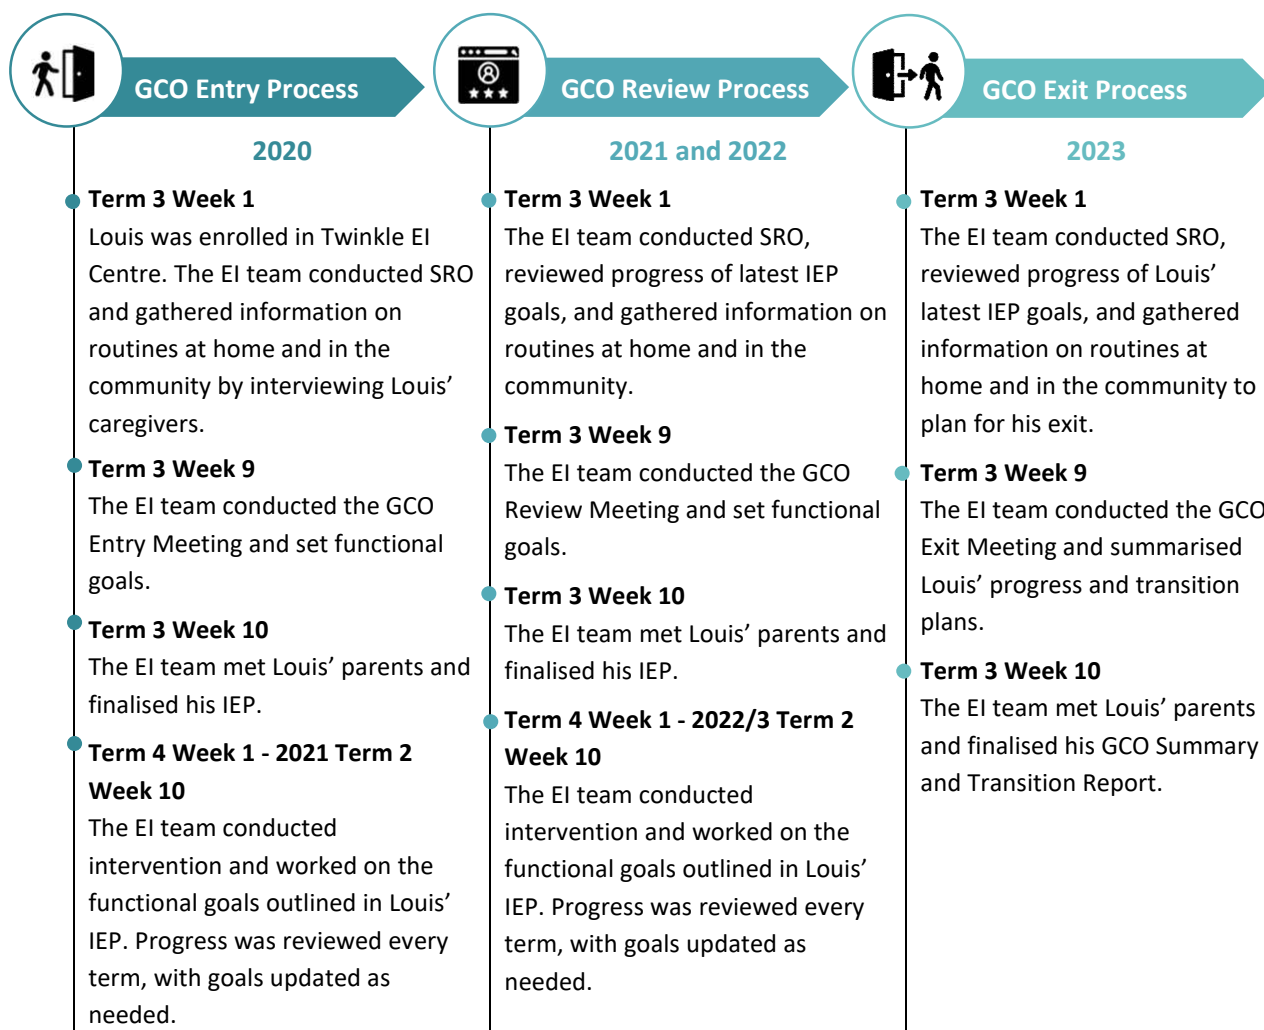 GCO Entry Process
2020
Term 3 Week 1
Louis was enrolled in Twinkle EI
Centre. The EI team conducted SRO
and gathered information on
routines at home and in the
community by interviewing Louis’
caregivers.
Term 3 Week 9
The EI team conducted the GCO
Entry Meeting and set functional
goals.
Term 3 Week 10
The EI team met Louis’ parents and
finalised his IEP.
Term 4 Week 1 - 2021 Term 2
Week 10
The EI team conducted
intervention and worked on the
functional goals outlined in Louis’
IEP. Progress was reviewed every
term, with goals updated as
needed.
GCO Review Process
2021 and 2022
Term 3 Week 1
The EI team conducted SRO,
reviewed progress of latest IEP
goals, and gathered information on
routines at home and in the
community.
Term 3 Week 9
The EI team conducted the GCO
Review Meeting and set functional
goals.
Term 3 Week 10
The EI team met Louis’ parents and
finalised his IEP.
Term 4 Week 1 - 2022/3 Term 2
Week 10
The EI team conducted
intervention and worked on the
functional goals outlined in Louis’
IEP. Progress was reviewed every
term, with goals updated as
needed.
GCO Exit Process
2023
Term 3 Week 1
The EI team conducted SRO,
reviewed progress of Louis’
latest IEP goals, and gathered
information on routines at
home and in the community to
plan for his exit.
Term 3 Week 9
The EI team conducted the GCO
Exit Meeting and summarised
Louis’ progress and transition
plans.
Term 3 Week 10
The EI team met Louis’ parents
and finalised his GCO Summary
and Transition Report.